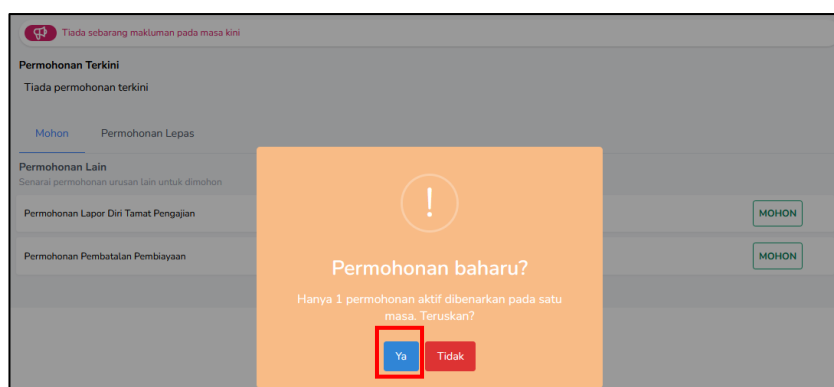 Tiada sebarang makluman pada masa kini
Permohonan Terkini
Tiada permohonan terkini
Mohon Permohonan Lepas
Permohonan Lain
Senarai permohonan urusan lain untuk dimohon
Permohonan Lapor Diri Tamat Pengajian MOHON
Permohonan Pembatalan Pembiayaan MOHON
!
Permohonan baharu?
Hanya 1 permohonan aktif dibenarkan pada satu
masa. Teruskan?
Ya Tidak